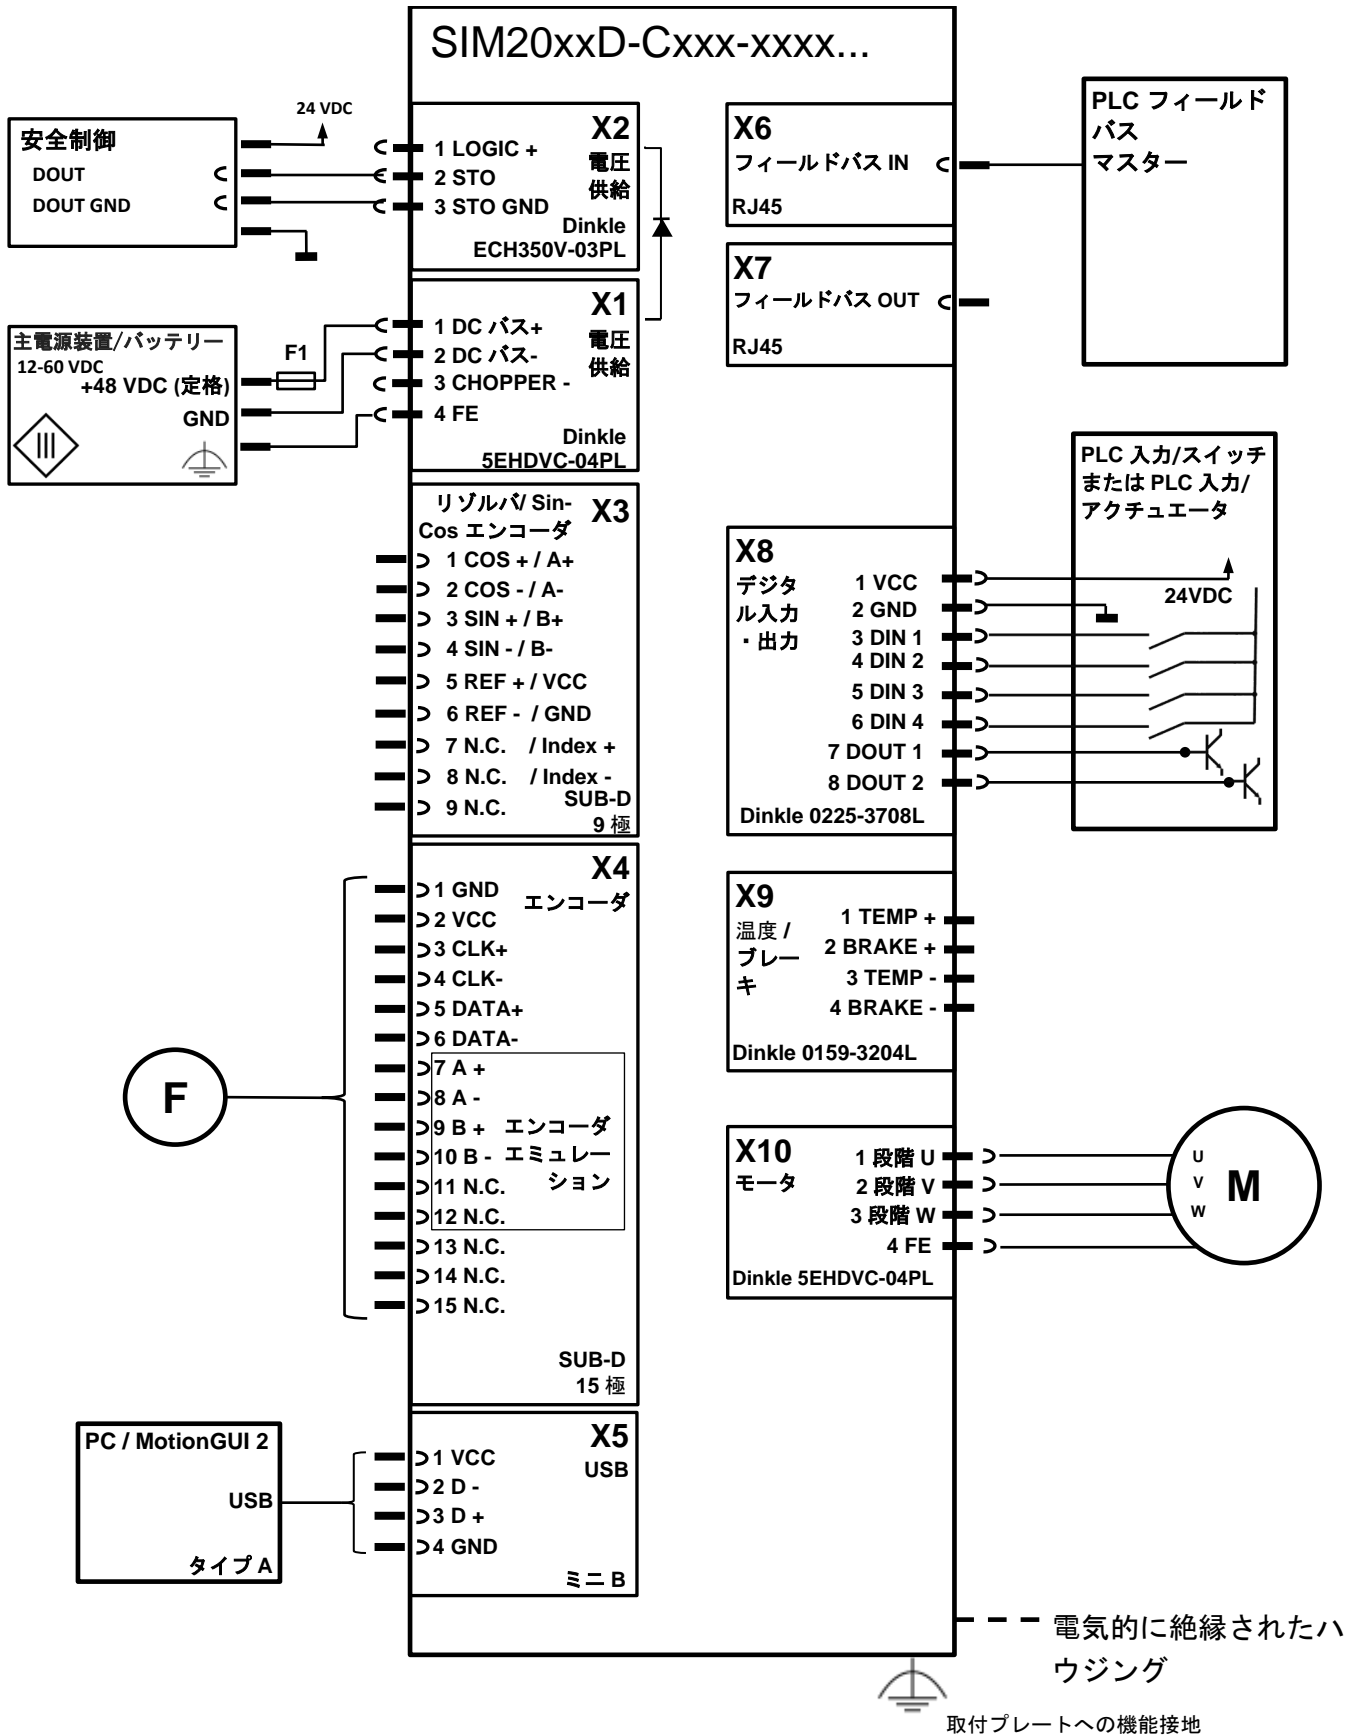 SIM20xxD-Cxxx-xxxx...
安全制御
DOUT
DOUT GND
24 VDC
X2
電圧
供給
1 LOGIC +
2 STO
3 STO GND
Dinkle
ECH350V-03PL
主電源装置/バッテリー
12-60 VDC
+48 VDC (定格)
GND
III
F1
X1
電圧
供給
1 DC バス+
2 DC バス-
3 CHOPPER -
4 FE
Dinkle
5EHDVC-04PL
リゾルバ/ Sin-
Cos エンコーダ
X3
1 COS + / A+
2 COS - / A-
3 SIN + / B+
4 SIN - / B-
5 REF + / VCC
6 REF - / GND
7 N.C. / Index +
8 N.C. / Index -
9 N.C.
SUB-D
9 極
F
X4
エンコーダ
1 GND
2 VCC
3 CLK+
4 CLK-
5 DATA+
6 DATA-
7 A +
8 A -
9 B +
10 B -
11 N.C.
12 N.C.
エンコーダ
エミュレー
ション
13 N.C.
14 N.C.
15 N.C.
SUB-D
15 極
PC / MotionGUI 2
USB
タイプ A
X5
USB
1 VCC
2 D -
3 D +
4 GND
ミニ B
X6
フィールドバス IN
RJ45
X7
フィールドバス OUT
RJ45
PLC フィールド
バス
マスター
X8
デジタ
ル入力
・出力
1 VCC
2 GND
3 DIN 1
4 DIN 2
5 DIN 3
6 DIN 4
7 DOUT 1
8 DOUT 2
Dinkle 0225-3708L
PLC 入力/スイッチ
または PLC 入力/
アクチュエータ
24VDC
X9
温度 /
ブレー
キ
1 TEMP +
2 BRAKE +
3 TEMP -
4 BRAKE -
Dinkle 0159-3204L
X10
モータ
1 段階 U
2 段階 V
3 段階 W
4 FE
Dinkle 5EHDVC-04PL
U
V
W
M
電気的に絶縁されたハ
ウジング
取付プレートへの機能接地